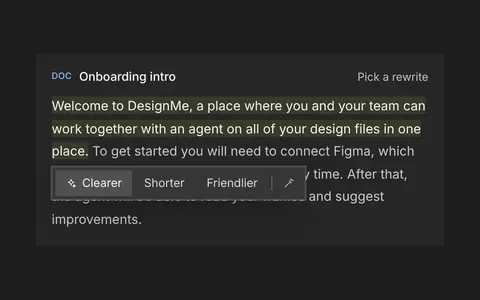 DOC Onboarding intro Pick a rewrite
Welcome to DesignMe, a place where you and your team can
work together with an agent on all of your design files in one
place. To get started you will need to connect Figma, which
Clearer Shorter Friendlier
time. After that,
and suggest
improvements.